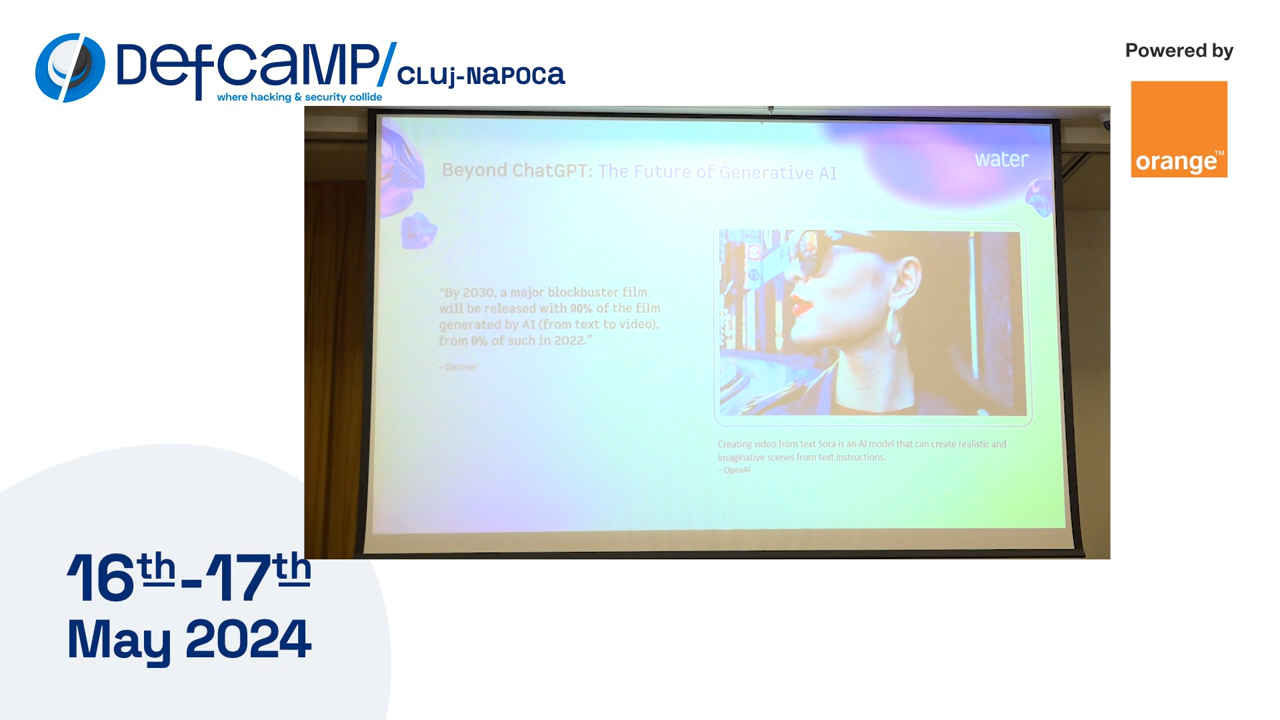 DefCaMP/ CLUj-NaPOCa
where hacking & security collide
Powered by
orange™
Beyond ChatGPT: The Future of Generative AI
water
"By 2030, a major blockbuster film
will be released with 90% of the film
generated by AI (from text to video),
from 0% of such in 2022."
– Gartner
Creating video from text Sora is an AI model that can create realistic and
imaginative scenes from text instructions.
– OpenAI
16th-17th
May 2024